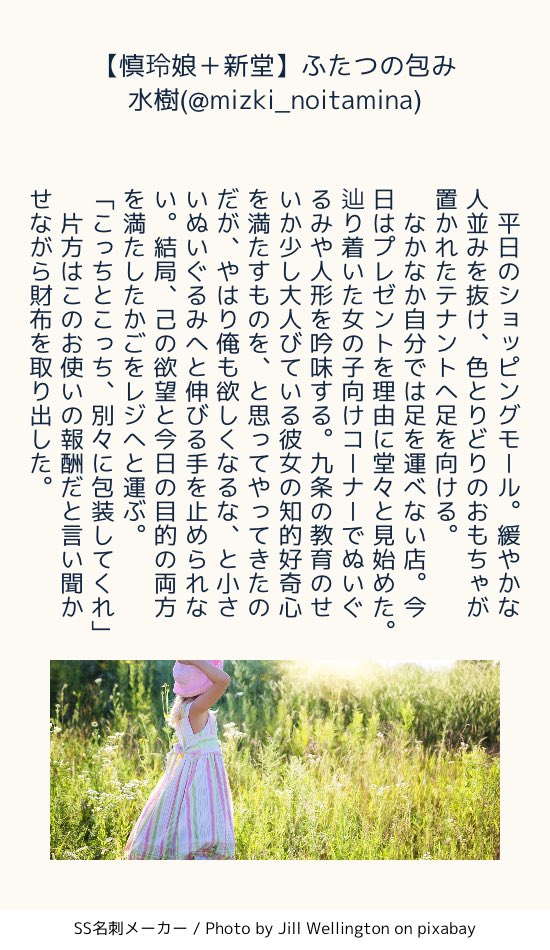 【慎玲娘＋新堂】ふたつの包み
水樹(@mizki_noitamina)
　平日のショッピングモール。緩やかな
人並みを抜け、色とりどりのおもちゃが
置かれたテナントへ足を向ける。
　なかなか自分では足を運べない店。今
日はプレゼントを理由に堂々と見始めた。
辿り着いた女の子向けコーナーでぬいぐ
るみや人形を吟味する。九条の教育のせ
いか少し大人びている彼女の知的好奇心
を満たすものを、と思ってやってきたの
だが、やはり俺も欲しくなるな、と小さ
いぬいぐるみへと伸びる手を止められな
い。結局、己の欲望と今日の目的の両方
を満たしたかごをレジへと運ぶ。
「こっちとこっち、別々に包装してくれ」
　片方はこのお使いの報酬だと言い聞か
せながら財布を取り出した。
SS名刺メーカー / Photo by Jill Wellington on pixabay